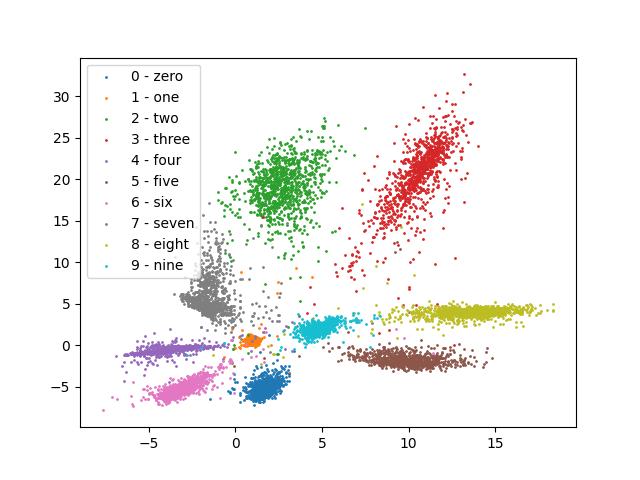 0 - zero
1 - one
2 - two
3 - three
4 - four
5 - five
6 - six
7 - seven
8 - eight
9 - nine
30
25
20
15
10
5
0
−5
−5 0 5 10 15